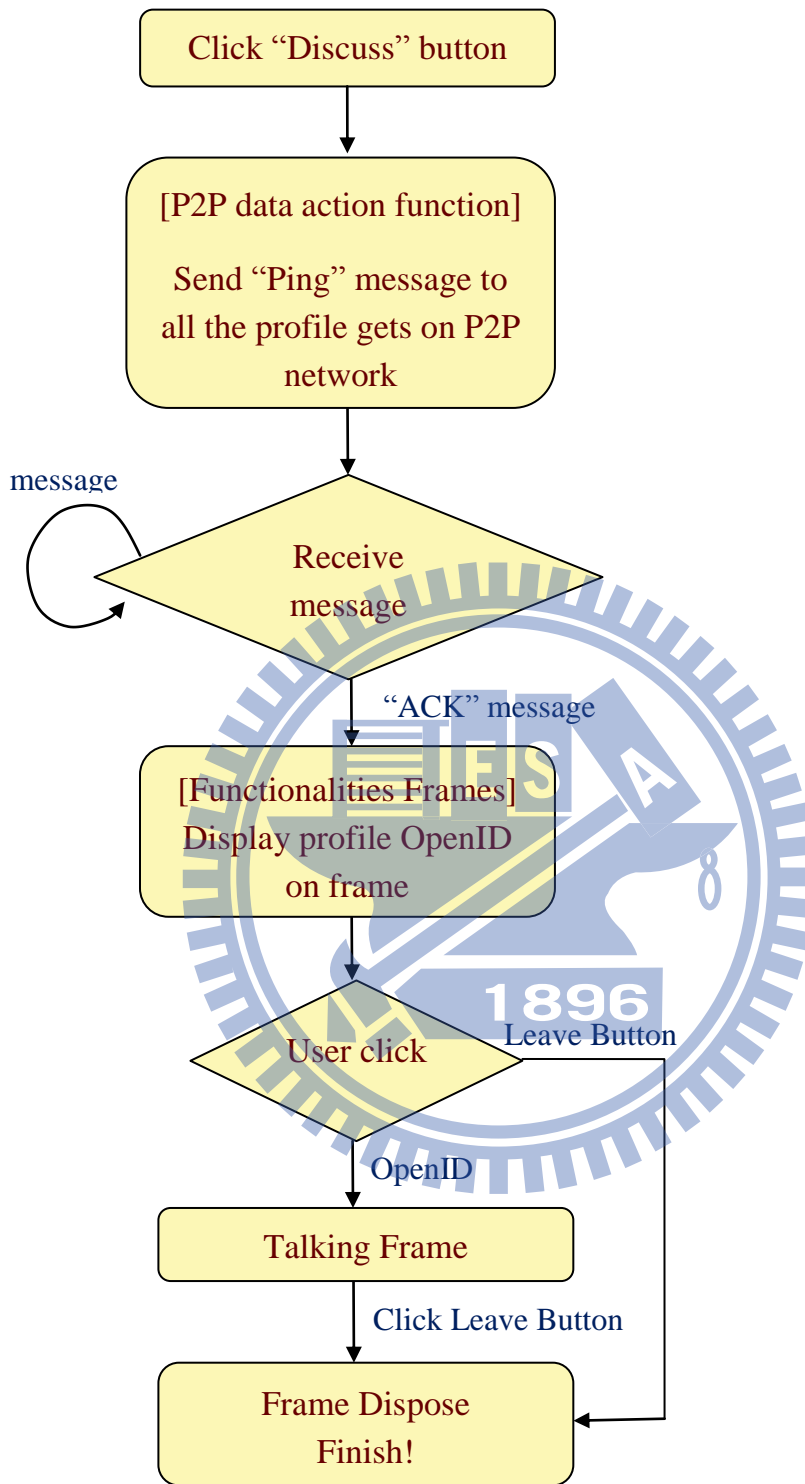 Click “Discuss” button
[P2P data action function]
Send “Ping” message to
all the profile gets on P2P
network
message
Receive
message
“ACK” message
[Functionalities Frames]
Display profile OpenID
on frame
ES
A
8
1896
User click
Leave Button
OpenID
Talking Frame
Click Leave Button
Frame Dispose
Finish!